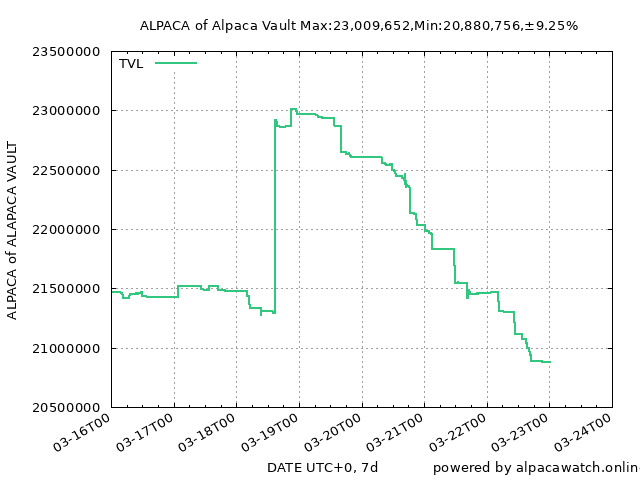 ALPACA of Alpaca Vault Max:23,009,652,Min:20,880,756,±9.25%
23500000
TVL
23000000
22500000
22000000
21500000
21000000
20500000
ALPACA of ALAPACA VAULT
03-16T00
03-17T00
03-18T00
03-19T00
03-20T00
03-21T00
03-22T00
03-23T00
03-24T00
DATE UTC+0, 7d
powered by alpacawatch.online